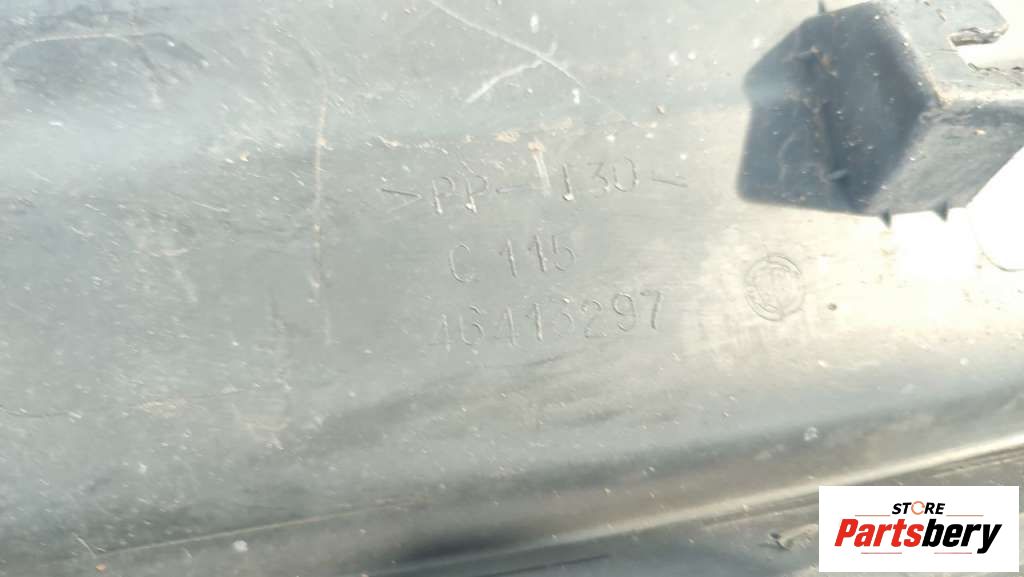 >PP-T30-
C 115
46413297
STORE
Partsbery